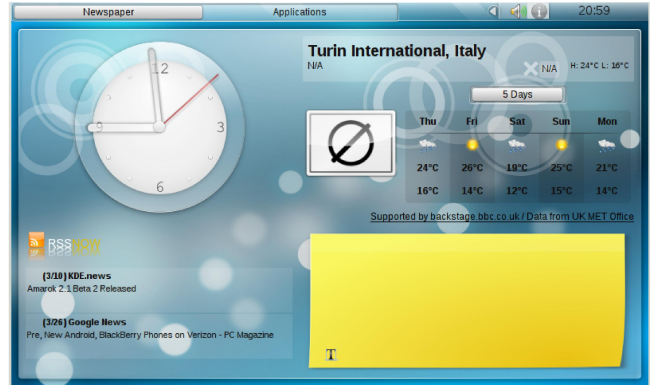 Newspaper
Applications
20:59
12
3
6
9
Turin International, Italy
N/A
N/A
H: 24°C L: 16°C
5 Days
Thu Fri Sat Sun Mon
24°C 26°C 19°C 25°C 21°C
16°C 14°C 12°C 15°C 14°C
Supported by backstage.bbc.co.uk / Data from UK MET Office
RSSNOW
(3/10) KDE.news
Amarok 2.1 Beta 2 Released
(3/26) Google News
Pre, New Android, BlackBerry Phones on Verizon - PC Magazine
T